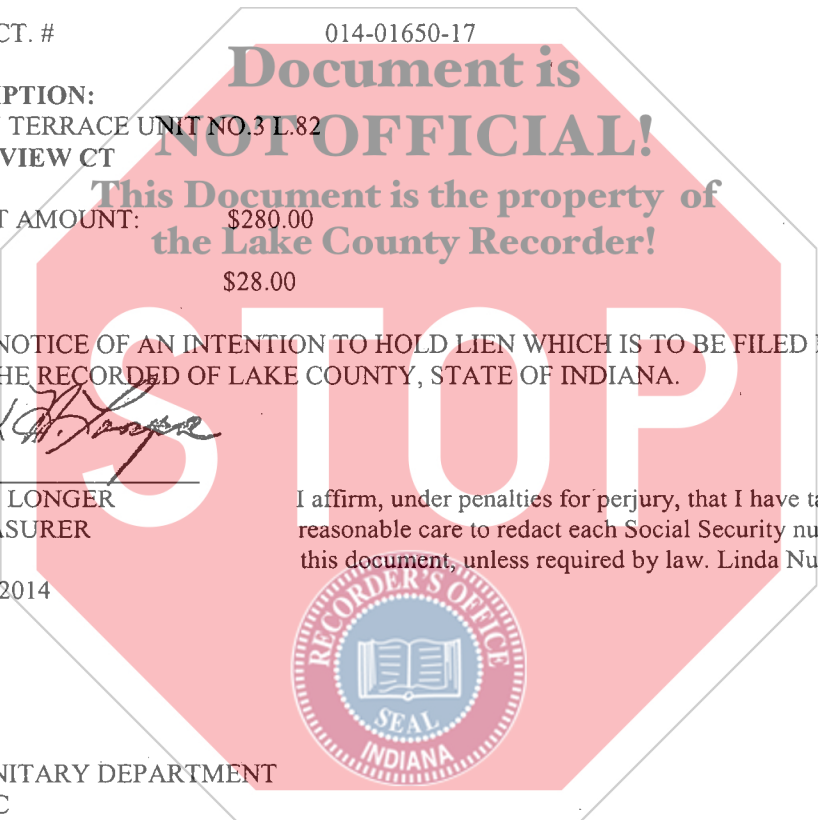 CT. # 014-01650-17
Document is
IPTION:
TERRACE UNIT NO.3 L.82
NOT OFFICIAL!
VIEW CT
This Document is the property of
T AMOUNT: $280.00
the Lake County Recorder!
$28.00
STOP
NOTICE OF AN INTENTION TO HOLD LIEN WHICH IS TO BE FILED
HE RECORDED OF LAKE COUNTY, STATE OF INDIANA.
LONGER I affirm, under penalties for perjury, that I have ta
ASURER reasonable care to redact each Social Security nu
this document, unless required by law. Linda Nu
2014
RECORDER'S OFFICE
SEAL
INDIANA
NITARY DEPARTMENT
C